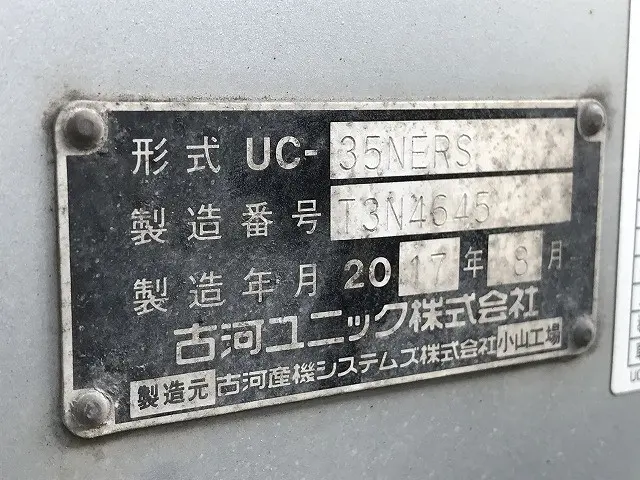 形式 UC-35NERS
製造番号 T3N4645
製造年月 2017年8月
古河ユニック株式会社
製造元 古河産機システムズ株式会社 小山工場